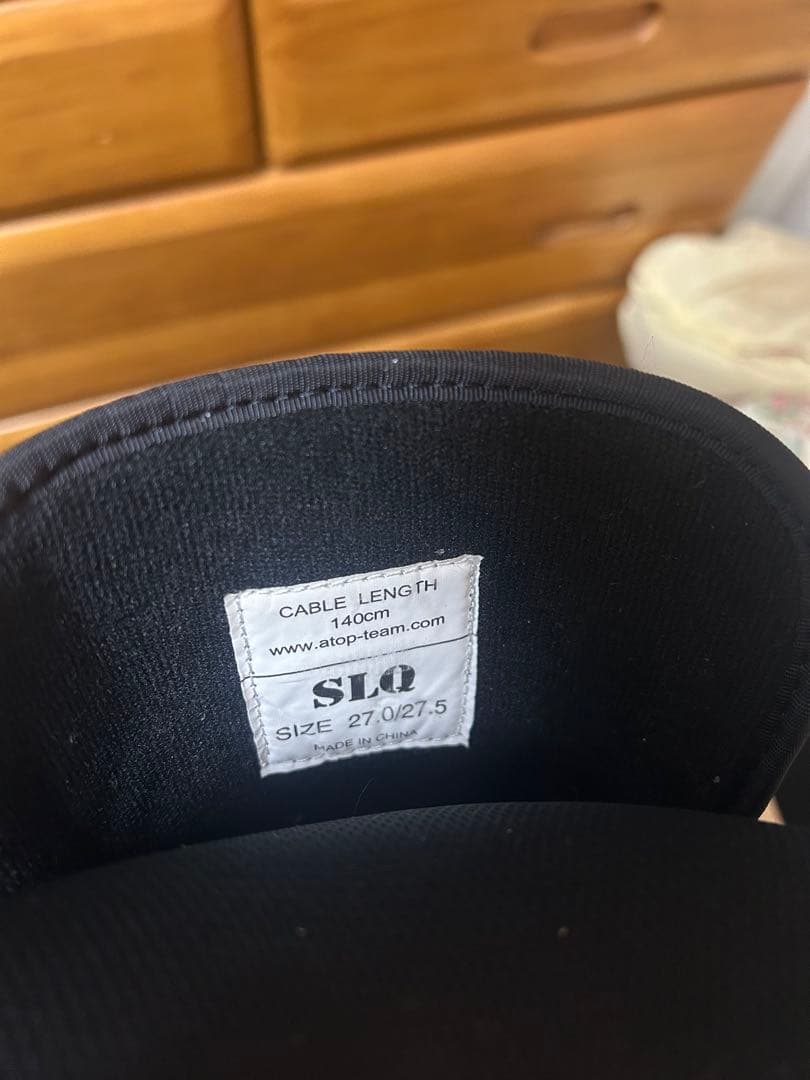 CABLE LENGTH
140cm
www.atop-team.com
SLQ
SIZE 27.0/27.5
MADE IN CHINA